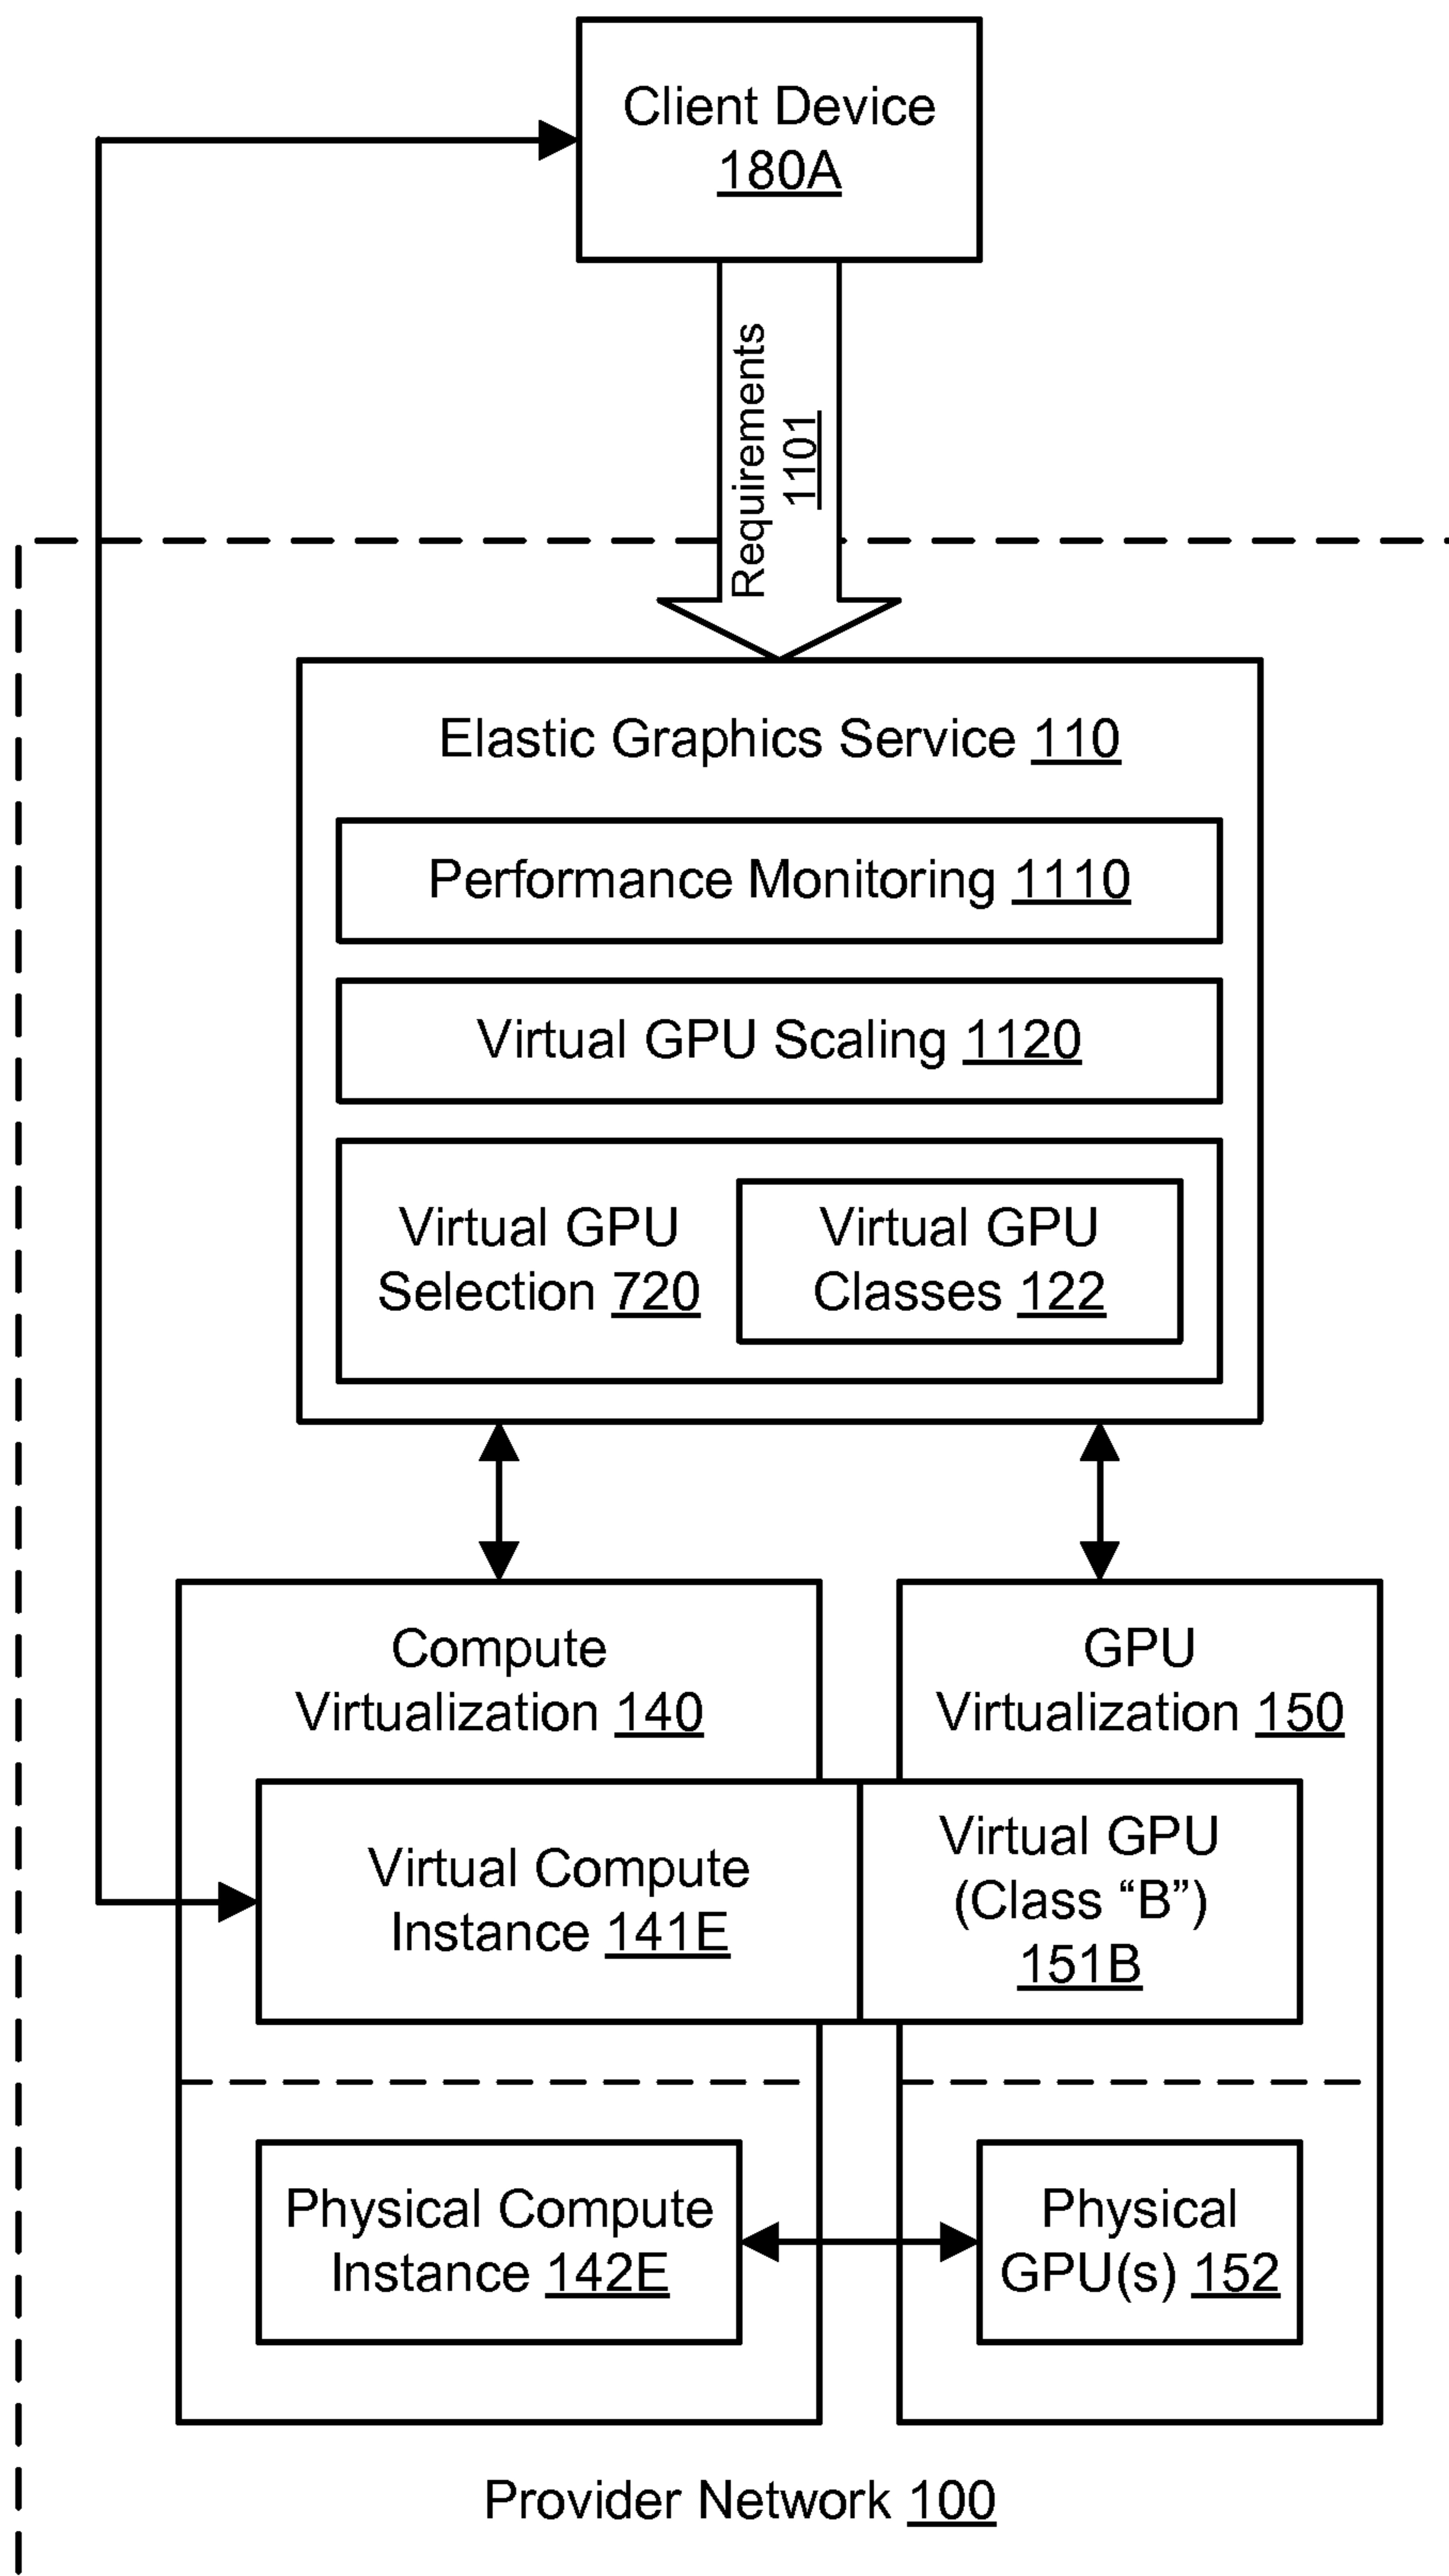 Client Device
180A
Requirements
1101
Elastic Graphics Service 110
Performance Monitoring 1110
Virtual GPU Scaling 1120
Virtual GPU
Selection 720
Virtual GPU
Classes 122
Compute
Virtualization 140
GPU
Virtualization 150
Virtual Compute
Instance 141E
Virtual GPU
(Class “B”)
151B
Physical Compute
Instance 142E
Physical
GPU(s) 152
Provider Network 100